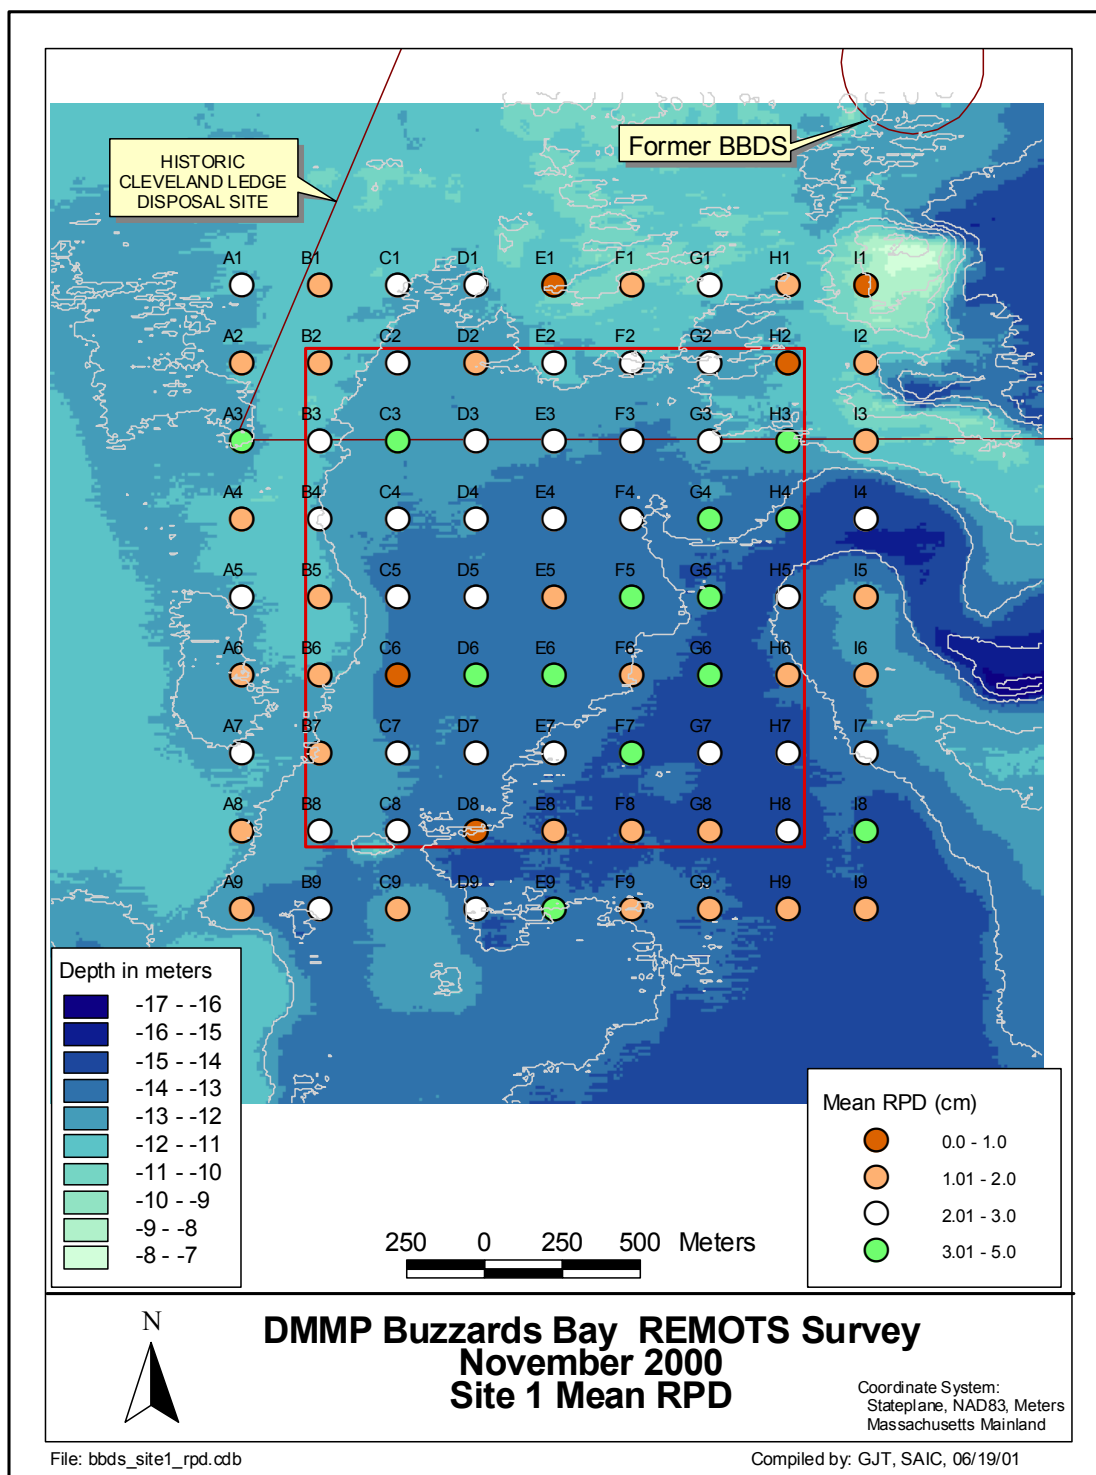 HISTORIC
CLEVELAND LEDGE
DISPOSAL SITE
Former BBDS
A1 B1 C1 D1 E1 F1 G1 H1 I1
A2 B2 C2 D2 E2 F2 G2 H2 I2
A3 B3 C3 D3 E3 F3 G3 H3 I3
A4 B4 C4 D4 E4 F4 G4 H4 I4
A5 B5 C5 D5 E5 F5 G5 H5 I5
A6 B6 C6 D6 E6 F6 G6 H6 I6
A7 B7 C7 D7 E7 F7 G7 H7 I7
A8 B8 C8 D8 E8 F8 G8 H8 I8
A9 B9 C9 D9 E9 F9 G9 H9 I9
Depth in meters
-17 - -16
-16 - -15
-15 - -14
-14 - -13
-13 - -12
-12 - -11
-11 - -10
-10 - -9
-9 - -8
-8 - -7
Mean RPD (cm)
0.0 - 1.0
1.01 - 2.0
2.01 - 3.0
3.01 - 5.0
250 0 250 500 Meters
N
DMMP Buzzards Bay REMOTS Survey
November 2000
Site 1 Mean RPD
Coordinate System:
Stateplane, NAD83, Meters
Massachusetts Mainland
File: bbds_site1_rpd.cdb
Compiled by: GJT, SAIC, 06/19/01